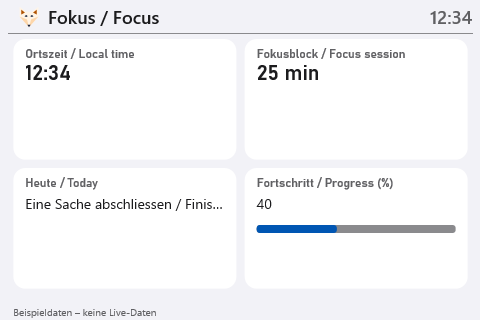 Fokus / Focus
12:34
Ortszeit / Local time
12:34
Fokusblock / Focus session
25 min
Heute / Today
Eine Sache abschliessen / Finis...
Fortschritt / Progress (%)
40
Beispieldaten – keine Live-Daten